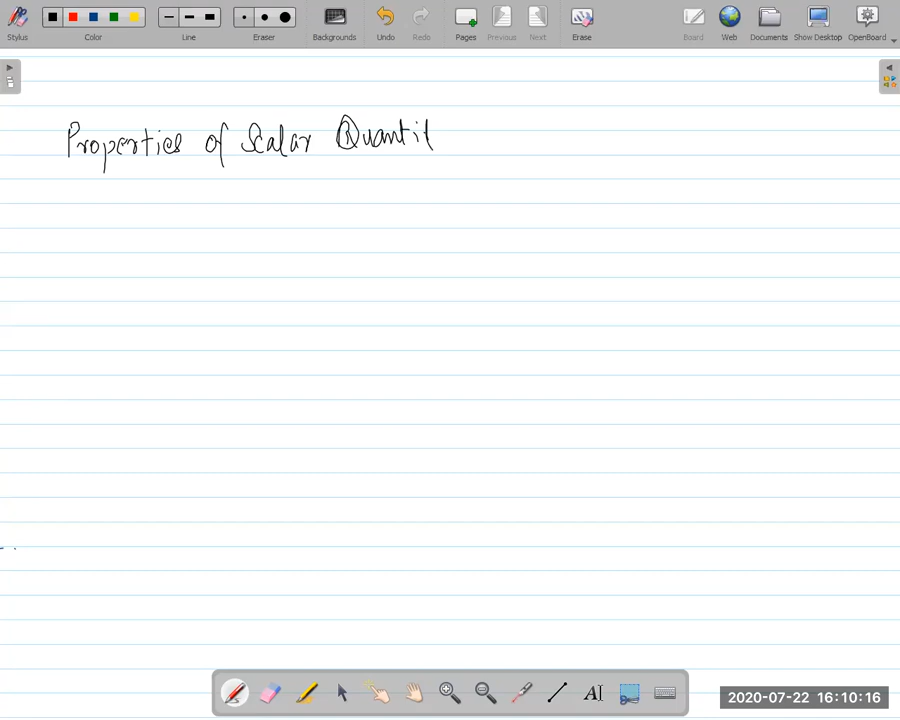 Stylus Color Line Eraser Backgrounds Undo Redo Pages Previous Next Erase Board Web Documents Show Desktop OpenBoard
Properties of Scalar Quantit
2020-07-22 16:10:16